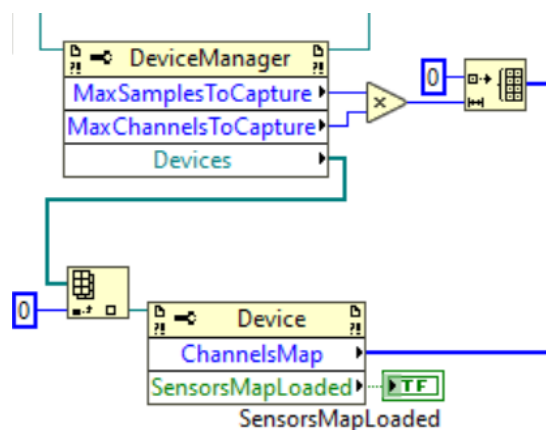 DeviceManager
MaxSamplesToCapture
0
MaxChannelsToCapture
Devices
0
Device
ChannelsMap
SensorsMapLoaded
TF
SensorsMapLoaded